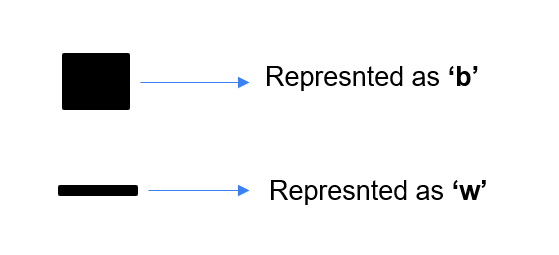 Represnted as ‘b’
Represnted as ‘w’